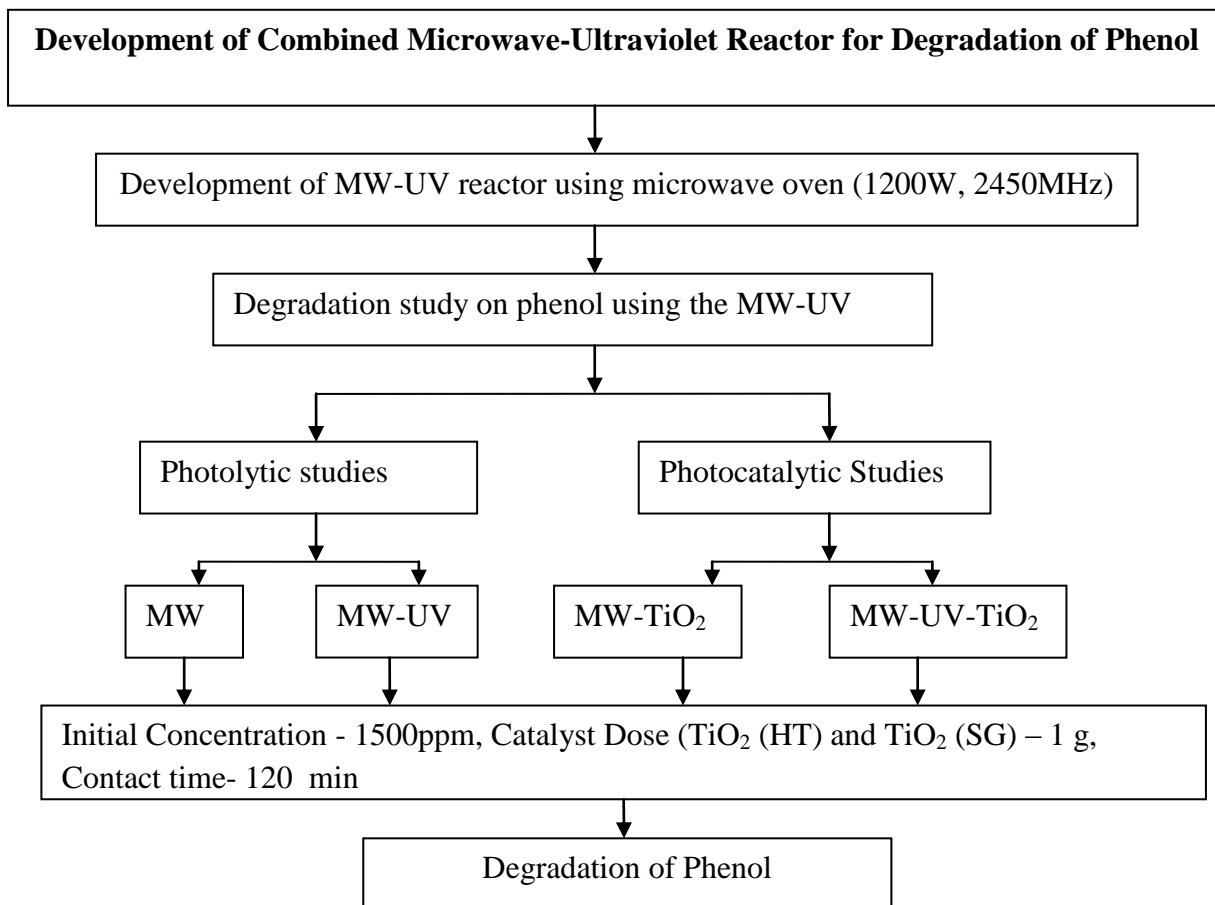 Development of Combined Microwave-Ultraviolet Reactor for Degradation of Phenol
Development of MW-UV reactor using microwave oven (1200W, 2450MHz)
Degradation study on phenol using the MW-UV
Photolytic studies
Photocatalytic Studies
MW
MW-UV
MW-TiO₂
MW-UV-TiO₂
Initial Concentration - 1500ppm, Catalyst Dose (TiO₂ (HT) and TiO₂ (SG) – 1 g,
Contact time- 120 min
Degradation of Phenol